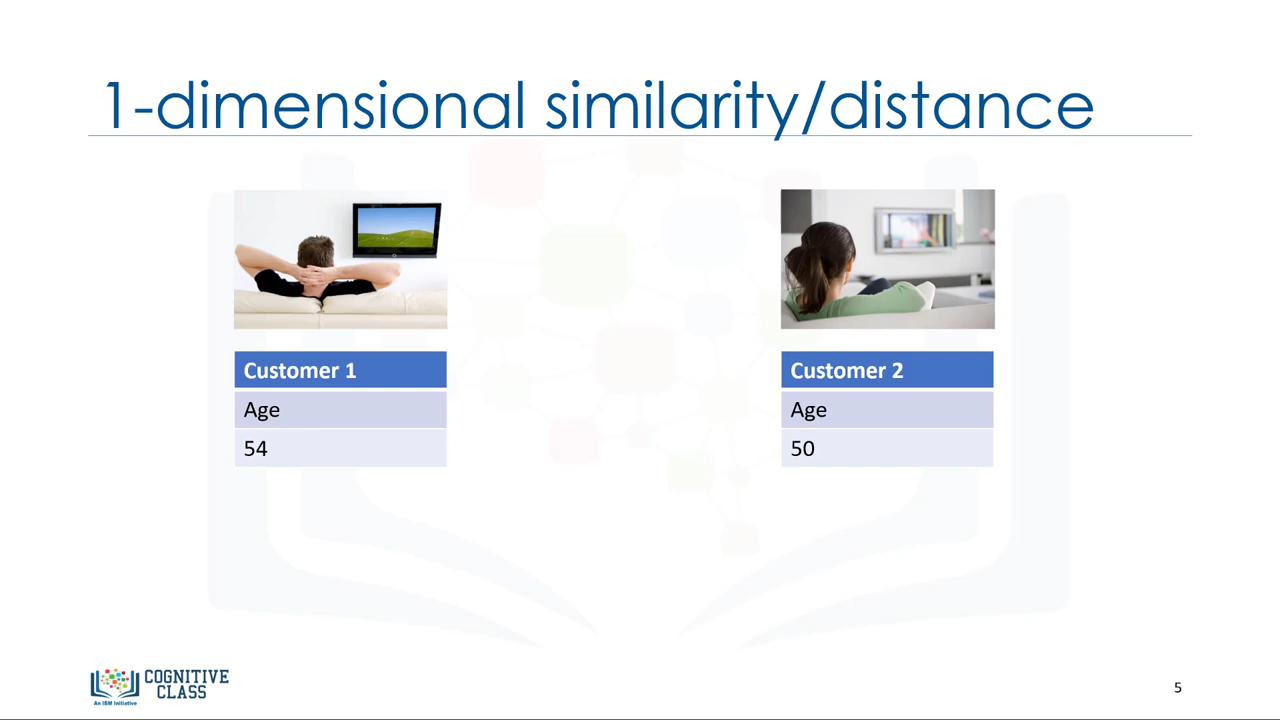 1-dimensional similarity/distance
Customer 1
Age
54
Customer 2
Age
50
COGNITIVE
CLASS
An IBM Initiative
5